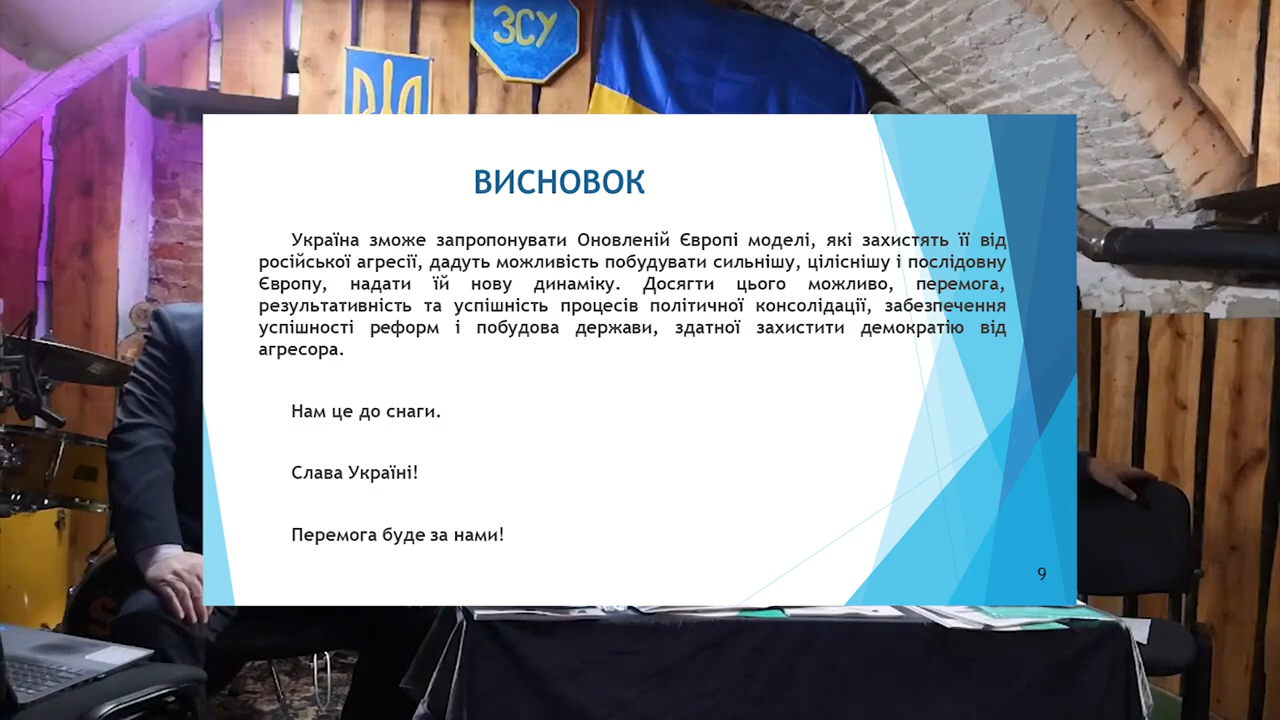 ЗСУ
ВИСНОВОК
Україна зможе запропонувати Оновленій Європі моделі, які захистять її від
російської агресії, дадуть можливість побудувати сильнішу, ціліснішу і послідовну
Європу, надати їй нову динаміку. Досягти цього можливо, перемога,
результативність та успішність процесів політичної консолідації, забезпечення
успішності реформ і побудова держави, здатної захистити демократію від
агресора.
Нам це до снаги.
Слава Україні!
Перемога буде за нами!
9